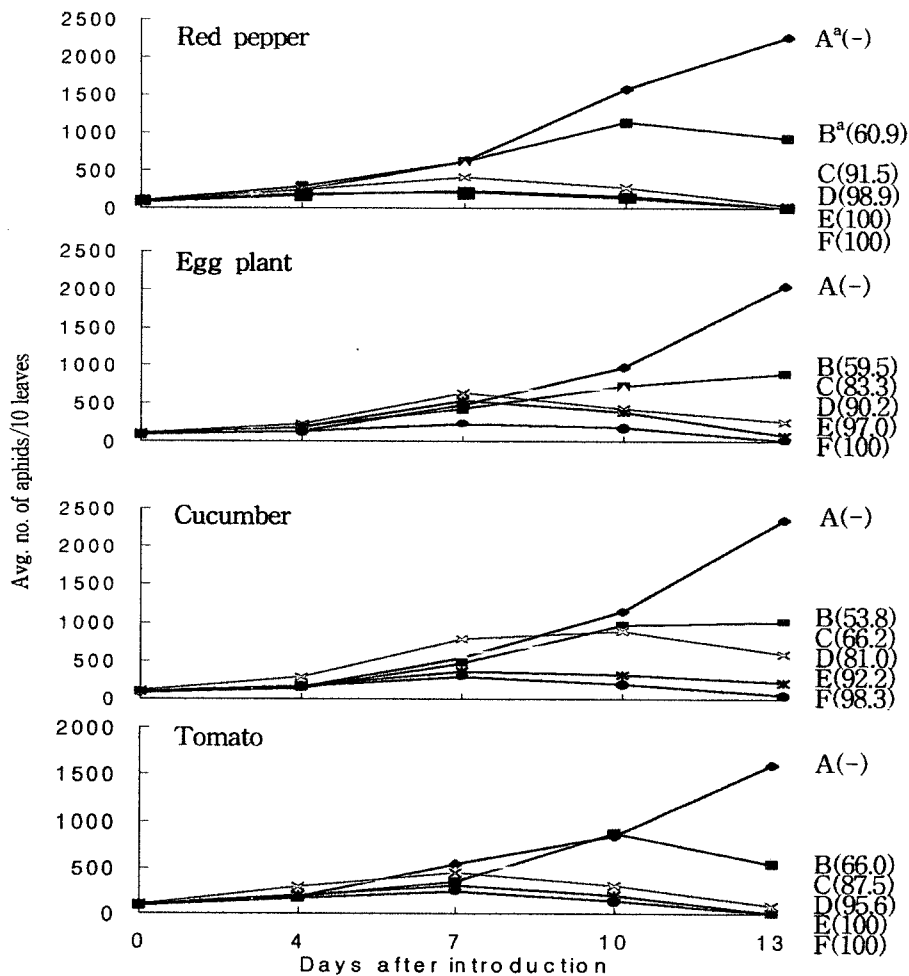 Red pepper
2500
2000
1500
1000
500
0
Aᵃ(-)
Bᵃ(60.9)
C(91.5)
D(98.9)
E(100)
F(100)
Egg plant
2500
2000
1500
1000
500
0
A(-)
B(59.5)
C(83.3)
D(90.2)
E(97.0)
F(100)
Avg. no. of aphids/10 leaves
Cucumber
2500
2000
1500
1000
500
0
A(-)
B(53.8)
C(66.2)
D(81.0)
E(92.2)
F(98.3)
Tomato
2000
1500
1000
500
0
A(-)
B(66.0)
C(87.5)
D(95.6)
E(100)
F(100)
0 4 7 10 13
Days after introduction